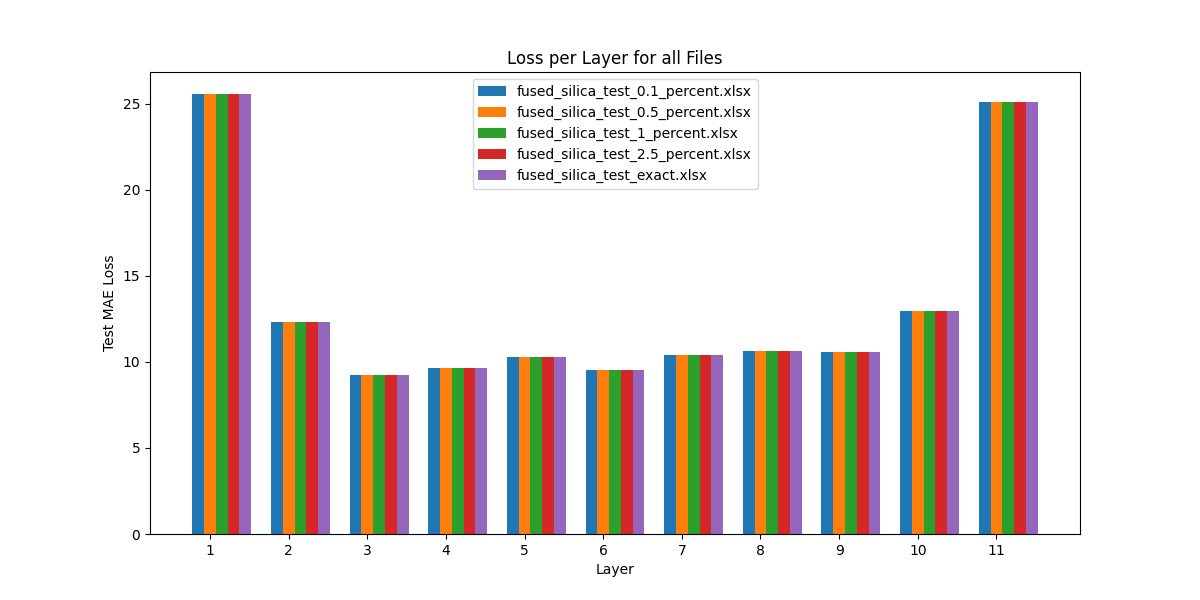 Loss per Layer for all Files
fused_silica_test_0.1_percent.xlsx
fused_silica_test_0.5_percent.xlsx
fused_silica_test_1_percent.xlsx
fused_silica_test_2.5_percent.xlsx
fused_silica_test_exact.xlsx
Test MAE Loss
25
20
15
10
5
0
1 2 3 4 5 6 7 8 9 10 11
Layer